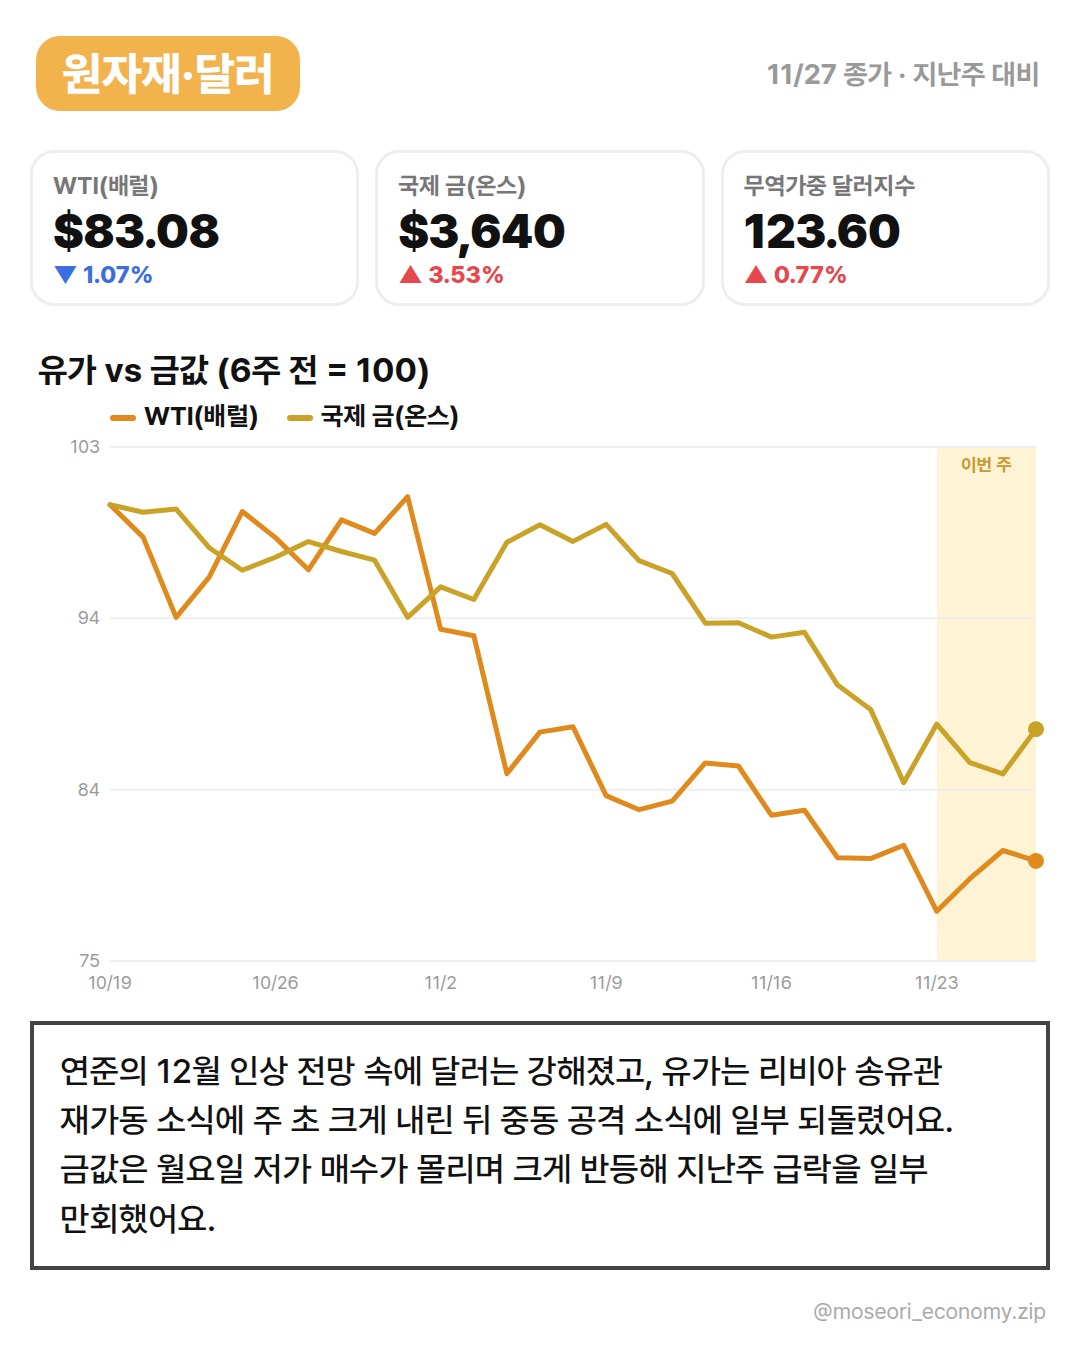 원자재·달러
11/27 종가 · 지난주 대비
WTI(배럴)
$83.08
▼ 1.07%
국제 금(온스)
$3,640
▲ 3.53%
무역가중 달러지수
123.60
▲ 0.77%
유가 vs 금값 (6주 전 = 100)
WTI(배럴)
국제 금(온스)
103
94
84
75
이번 주
10/19
10/26
11/2
11/9
11/16
11/23
연준의 12월 인상 전망 속에 달러는 강해졌고, 유가는 리비아 송유관
재가동 소식에 주 초 크게 내린 뒤 중동 공격 소식에 일부 되돌렸어요.
금값은 월요일 저가 매수가 몰리며 크게 반등해 지난주 급락을 일부
만회했어요.
@moseori_economy.zip